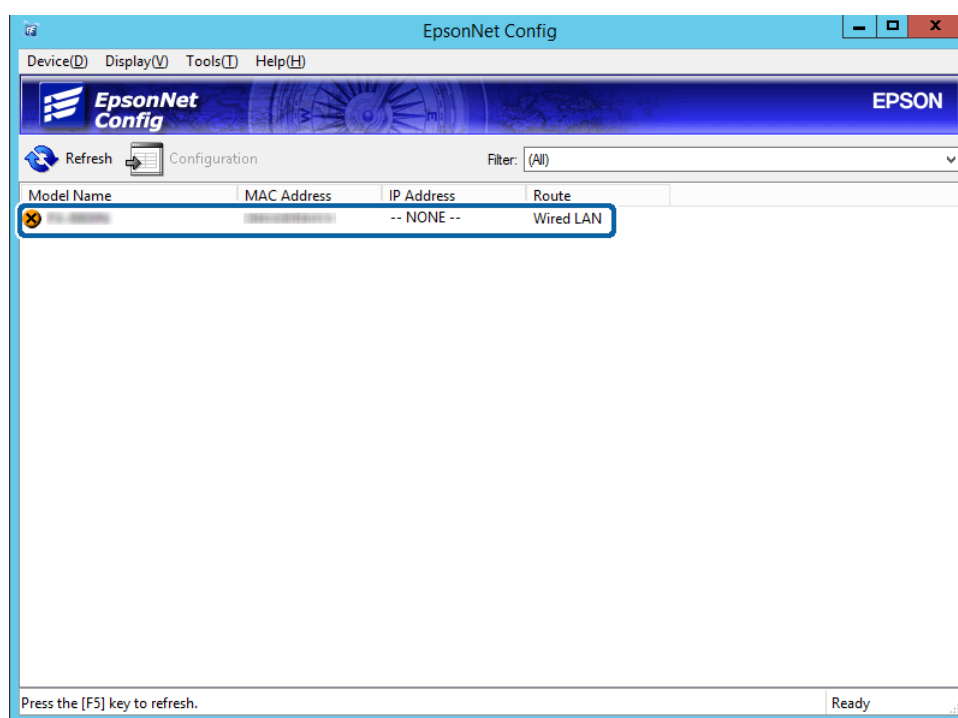 EpsonNet Config
Device(D) Display(V) Tools(T) Help(H)
EpsonNet
Config
EPSON
Refresh Configuration Filter: (All)
Model Name MAC Address IP Address Route
-- NONE -- Wired LAN
Press the [F5] key to refresh. Ready